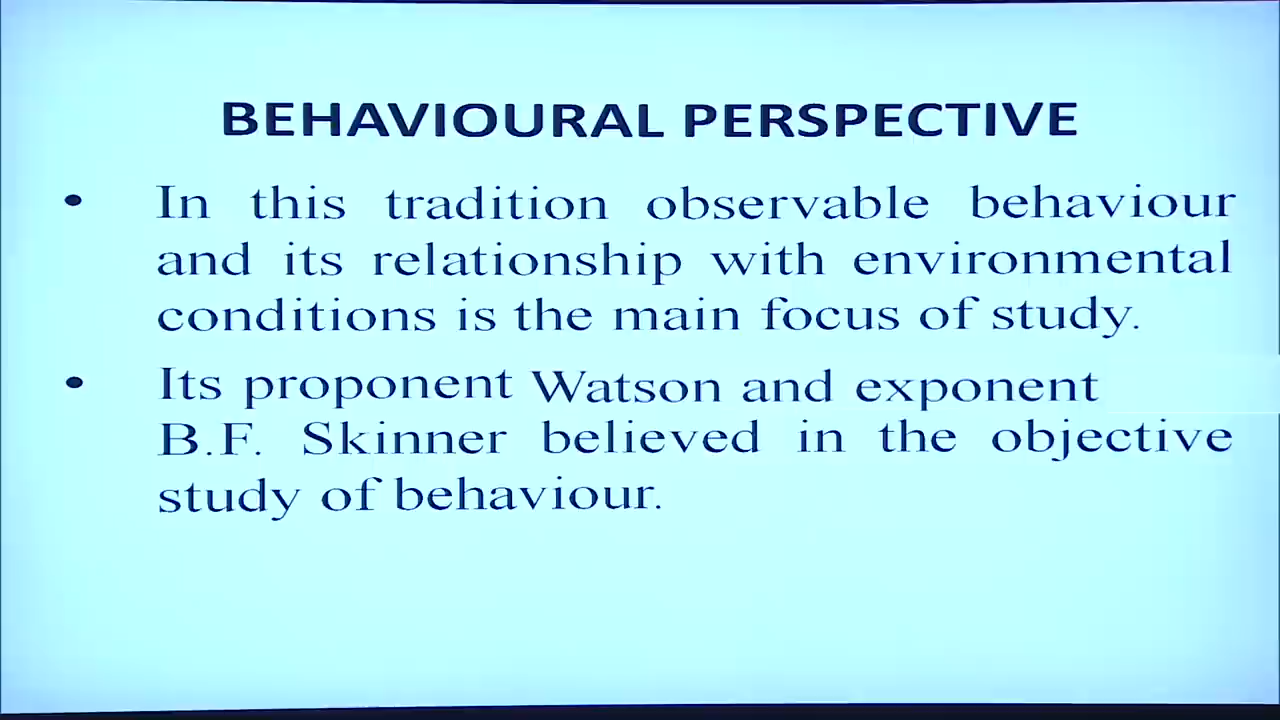 BEHAVIOURAL PERSPECTIVE
• In this tradition observable behaviour
and its relationship with environmental
conditions is the main focus of study.
• Its proponent Watson and exponent
B.F. Skinner believed in the objective
study of behaviour.